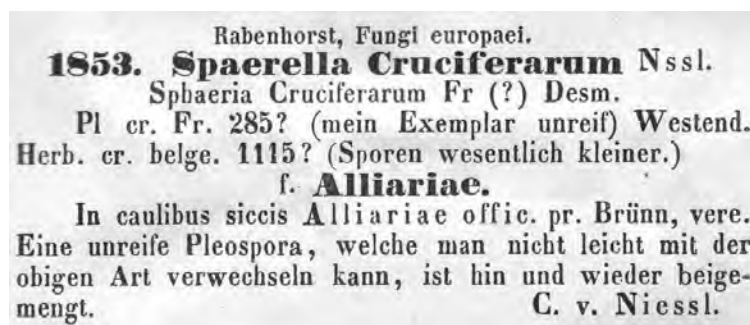 Rabenhorst, Fungi europaei.
1853. Spaerella Cruciferarum Nssl.
Sphaeria Cruciferarum Fr (?) Desm.
Pl cr. Fr. 285? (mein Exemplar unreif) Westend.
Herb. cr. belge. 1115? (Sporen wesentlich kleiner.)
f. Alliariae.
In caulibus siccis Alliariae offic. pr. Brünn, vere.
Eine unreife Pleospora, welche man nicht leicht mit der
obigen Art verwechseln kann, ist hin und wieder beige-
mengt. C. v. Niessl.